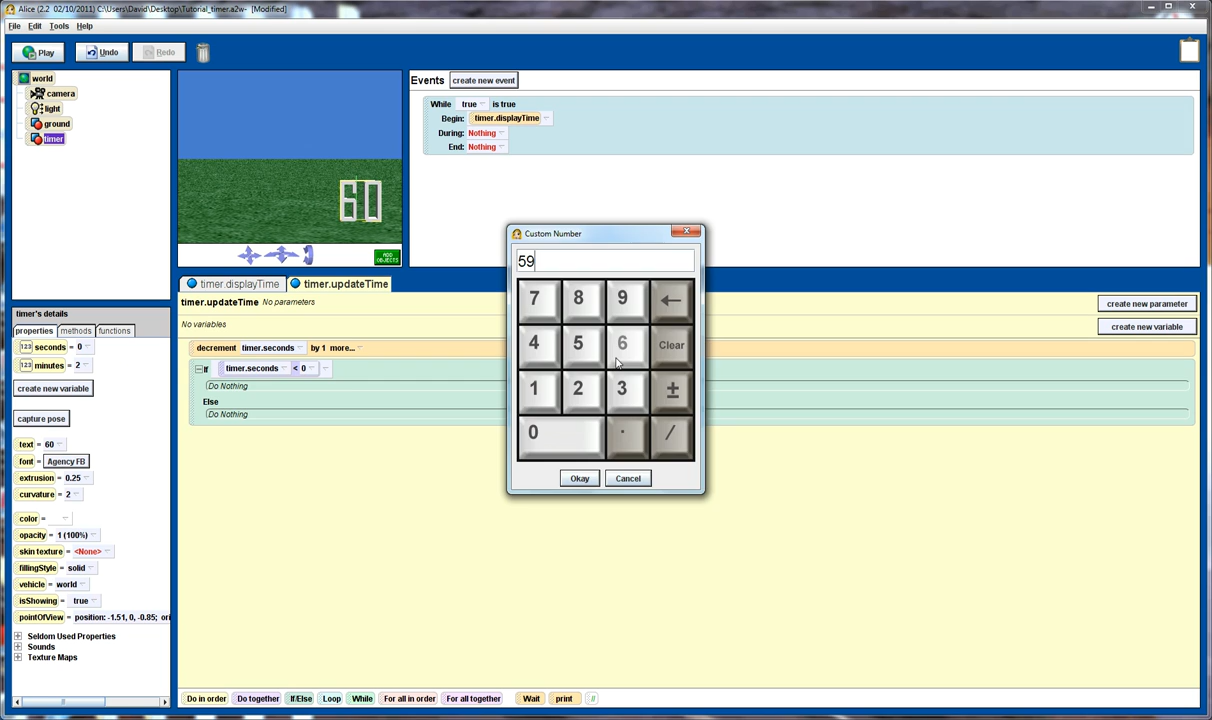 Alice (2.2 02/10/2011) C:\Users\David\Desktop\Tutorial_timer.a2w- [Modified]
File Edit Tools Help
Play Undo Redo
world
camera
light
ground
timer
60
ADD OBJECTS
Events create new event
While true is true
Begin: timer.displayTime
During: Nothing
End: Nothing
Custom Number
59
7 8 9 ←
4 5 6 Clear
1 2 3 ±
0 . /
Okay Cancel
timer.displayTime timer.updateTime
timer.updateTime No parameters
create new parameter
No variables
create new variable
decrement timer.seconds by 1 more...
If timer.seconds < 0
Do Nothing
Else
Do Nothing
timer's details
properties methods functions
123 seconds = 0
123 minutes = 2
create new variable
capture pose
text = 60
font = Agency FB
extrusion = 0.25
curvature = 2
color =
opacity = 1 (100%)
skin texture = <None>
fillingStyle = solid
vehicle = world
isShowing = true
pointOfView = position: -1.51, 0, -0.85; ori
Seldom Used Properties
Sounds
Texture Maps
Do in order Do together If/Else Loop While For all in order For all together Wait print //